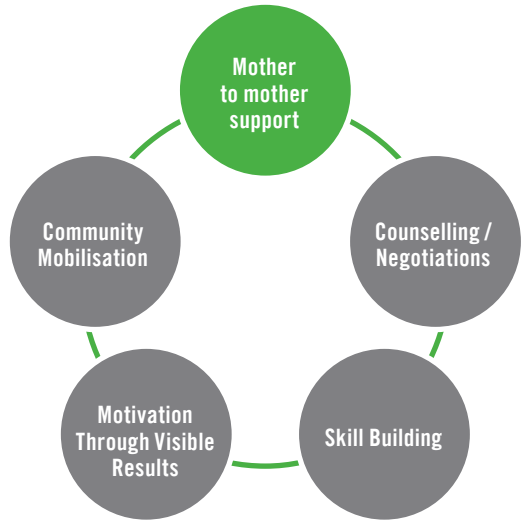 Mother
to mother
support
Counselling /
Negotiations
Skill Building
Motivation
Through Visible
Results
Community
Mobilisation